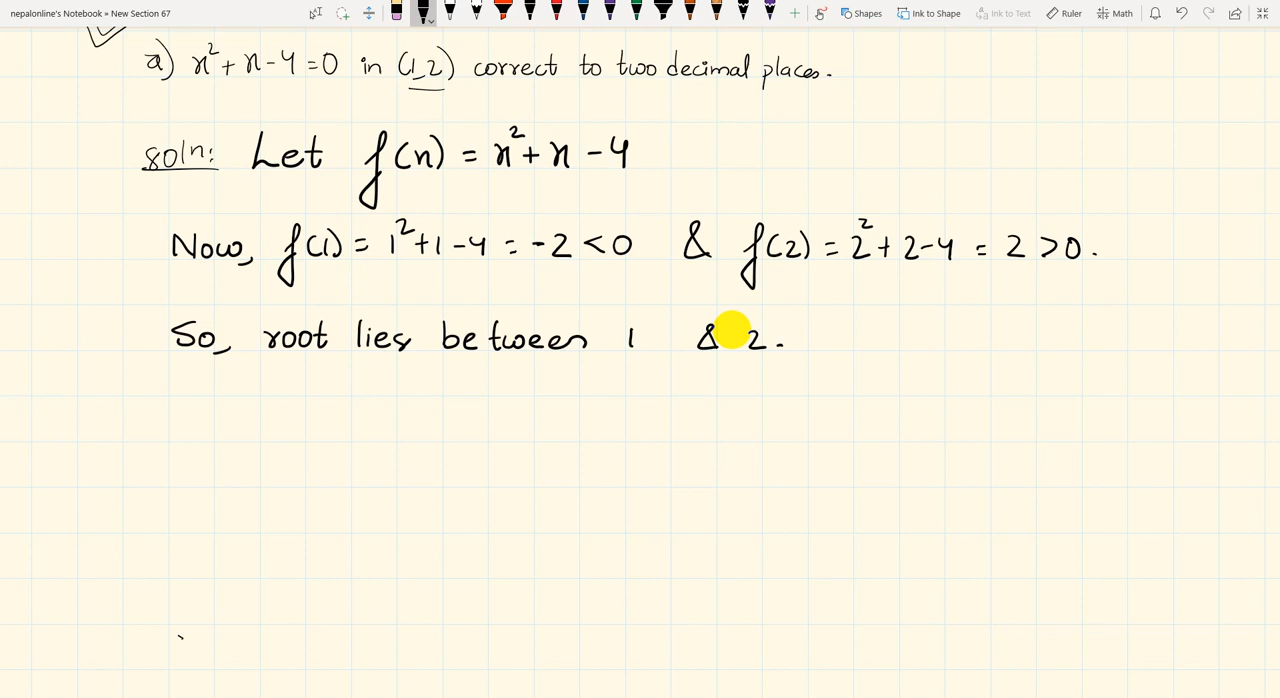 nepalonline's Notebook » New Section 67
Shapes Ink to Shape Ink to Text Ruler Math
a) x²+x-4=0 in (1,2) correct to two decimal places.
soln: Let f(x) = x²+x-4
Now, f(1) = 1²+1-4 = -2 <0 & f(2) = 2²+2-4 = 2 >0.
So, root lies between 1 & 2.